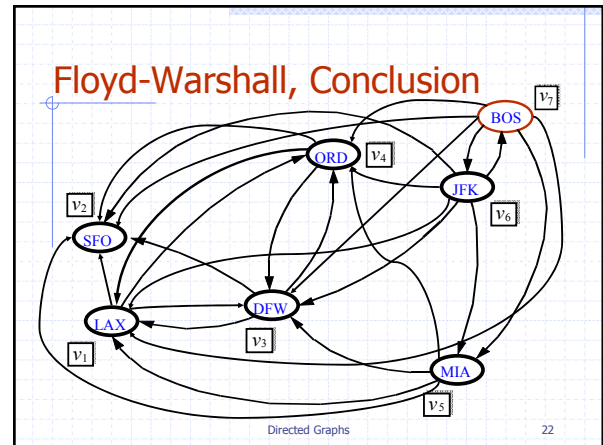 Floyd-Warshall, Conclusion
v7
BOS
ORD
v4
JFK
v2
v6
SFO
DFW
LAX
v3
v1
MIA
v5
Directed Graphs 22